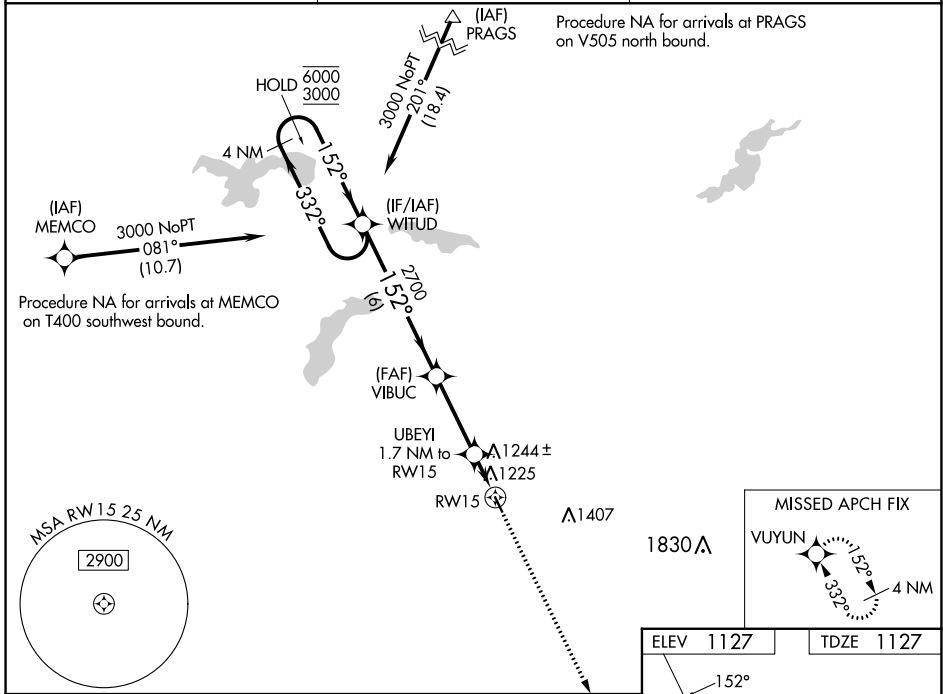 (IAF)
PRAGS
Procedure NA for arrivals at PRAGS
on V505 north bound.
3000 NoPT
201°
(18.4)
HOLD
6000
3000
4 NM
152°
332°
(IF/IAF)
WITUD
(IAF)
MEMCO
3000 NoPT
081°
(10.7)
Procedure NA for arrivals at MEMCO
on T400 southwest bound.
2700
152°
(6)
(FAF)
VIBUC
UBEYI
1.7 NM to
RW15
1244±
1225
RW15
1407
1830
MSA RW15 25 NM
2900
MISSED APCH FIX
VUYUN
152°
332°
4 NM
ELEV 1127
TDZE 1127
152°